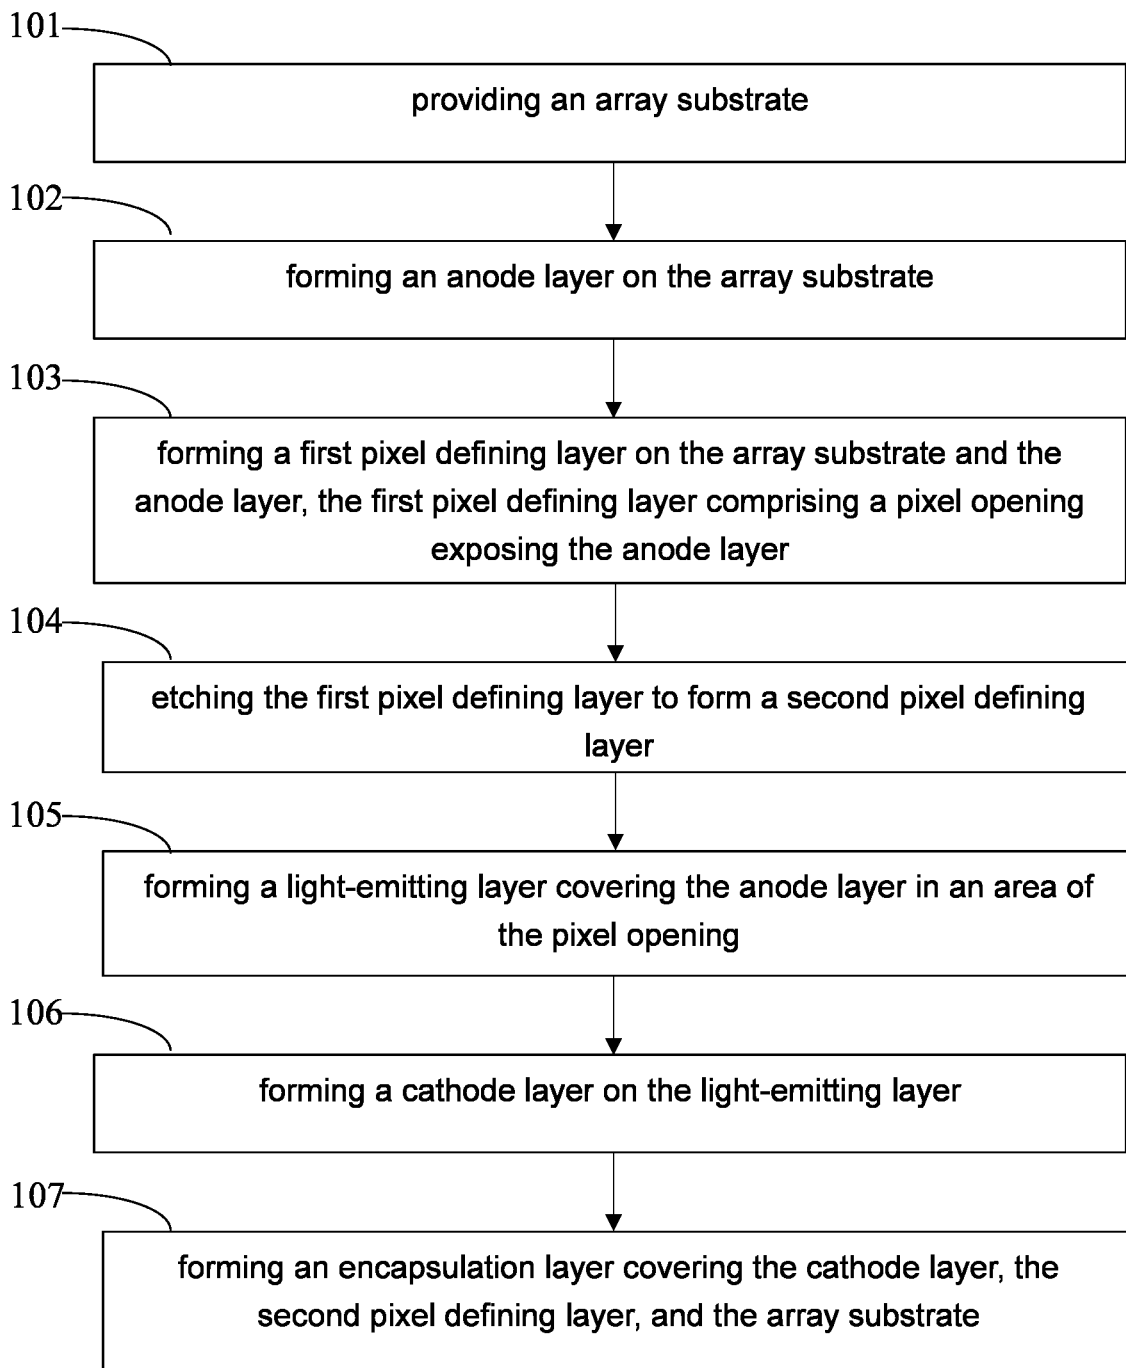 101
providing an array substrate
102
forming an anode layer on the array substrate
103
forming a first pixel defining layer on the array substrate and the
anode layer, the first pixel defining layer comprising a pixel opening
exposing the anode layer
104
etching the first pixel defining layer to form a second pixel defining
layer
105
forming a light-emitting layer covering the anode layer in an area of
the pixel opening
106
forming a cathode layer on the light-emitting layer
107
forming an encapsulation layer covering the cathode layer, the
second pixel defining layer, and the array substrate